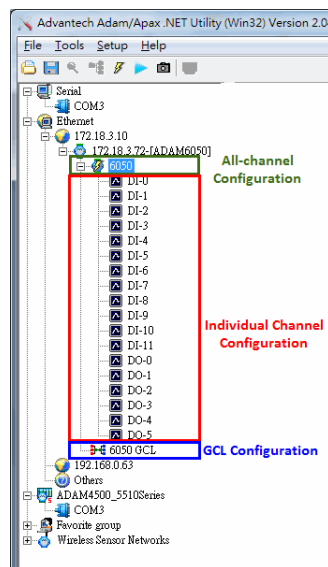 Advantech Adam/Apax .NET Utility (Win32) Version 2.0
File Tools Setup Help
Serial
COM3
Ethernet
172.18.3.10
172.18.3.72-[ADAM6050]
6050
All-channel
Configuration
DI-0
DI-1
DI-2
DI-3
DI-4
DI-5
DI-6
DI-7
DI-8
DI-9
DI-10
Individual Channel
Configuration
DI-11
DO-0
DO-1
DO-2
DO-3
DO-4
DO-5
6050 GCL
GCL Configuration
192.168.0.63
Others
ADAM4500_5510Series
COM3
Favorite group
Wireless Sensor Networks